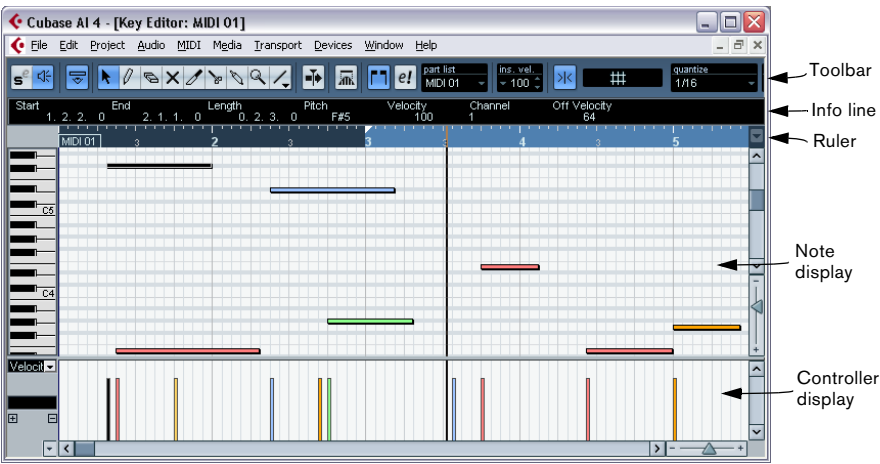 Cubase AI 4 - [Key Editor: MIDI 01]
File Edit Project Audio MIDI Media Transport Devices Window Help
part list ins. vel. quantize
s e e! MIDI 01 100 1/16
Toolbar
Start End Length Pitch Velocity Channel Off Velocity
1. 2. 2. 0 2. 1. 1. 0 0. 2. 3. 0 F#5 100 1 64
Info line
MIDI 01 3 2 3 3 3 4 3 5
Ruler
C5
Note
display
C4
Velocit
Controller
display